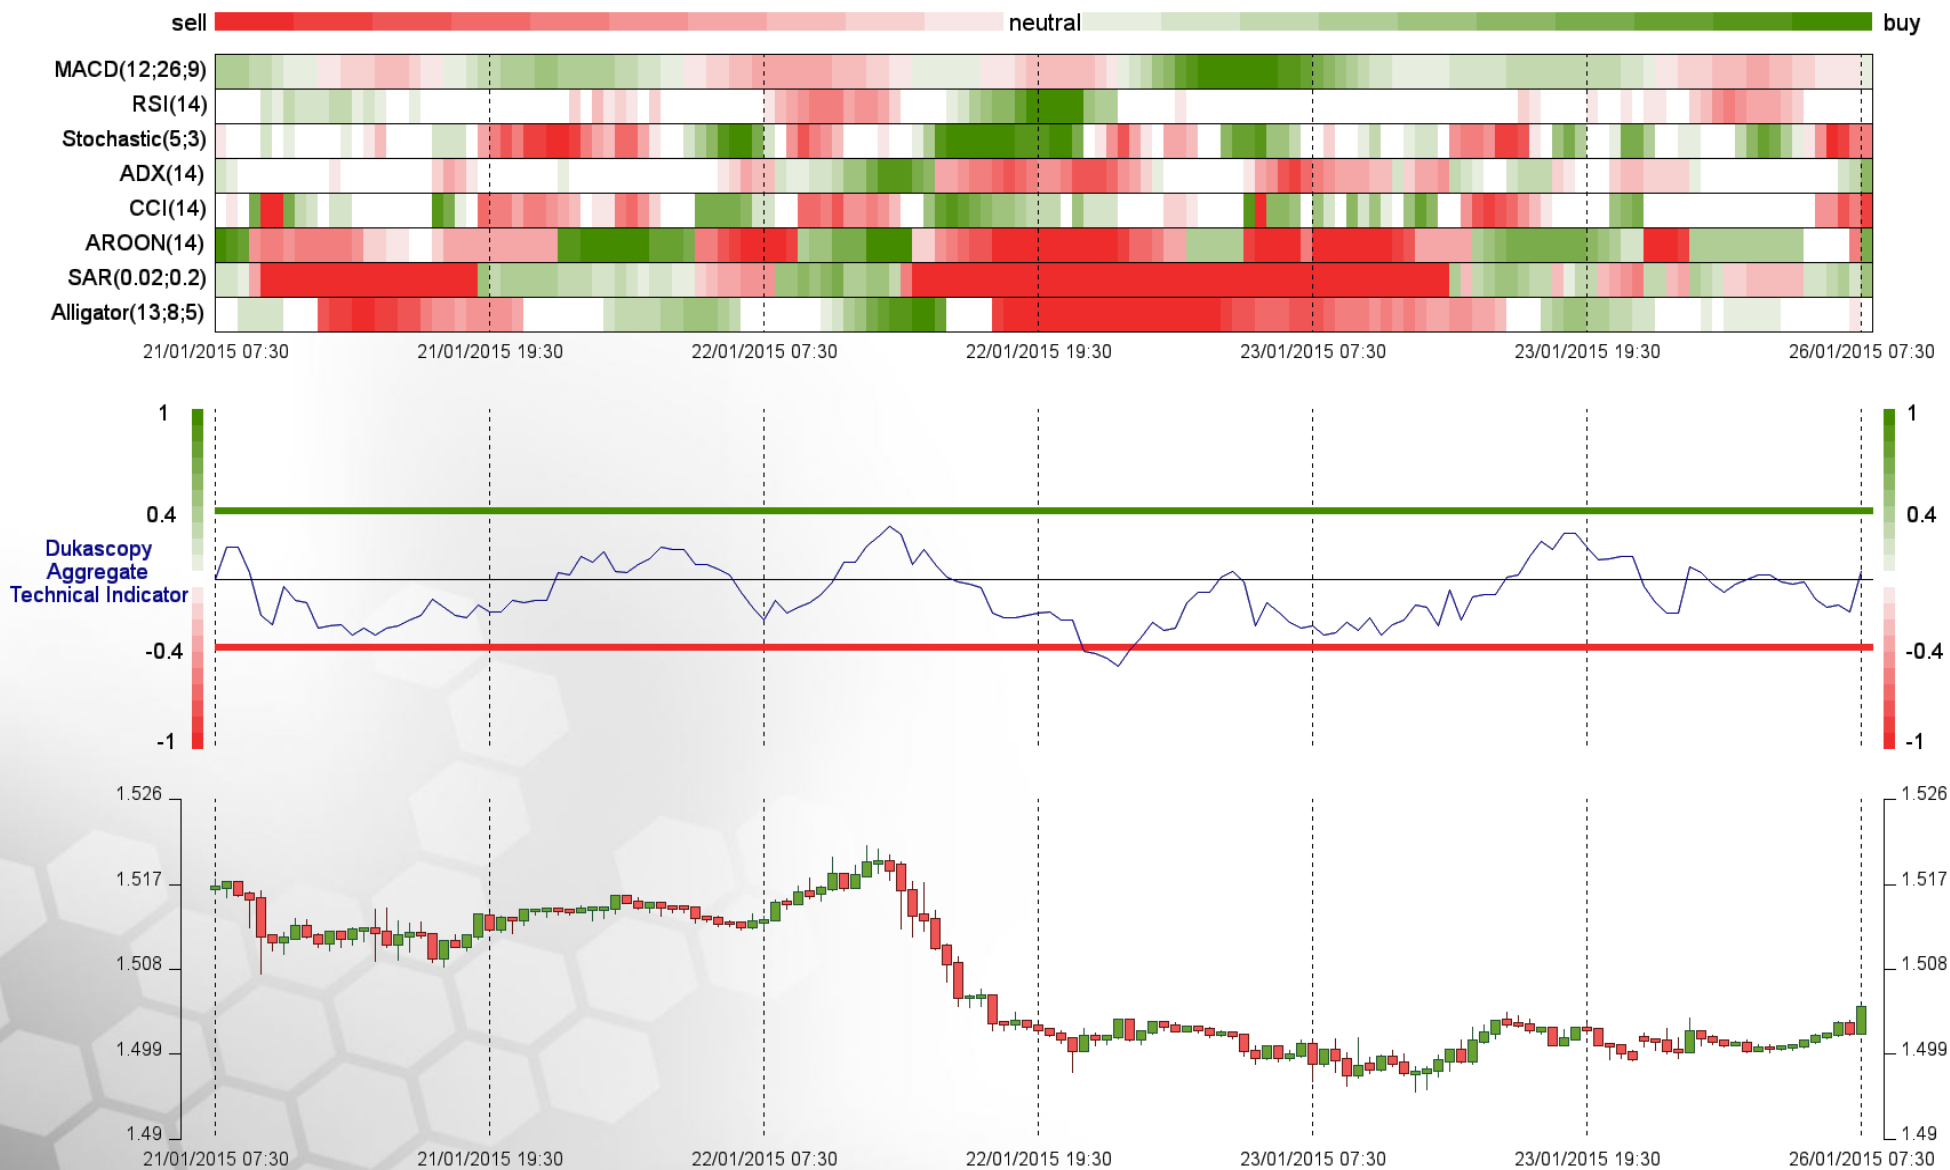 sell neutral buy
MACD(12;26;9)
RSI(14)
Stochastic(5;3)
ADX(14)
CCI(14)
AROON(14)
SAR(0.02;0.2)
Alligator(13;8;5)
21/01/2015 07:30 21/01/2015 19:30 22/01/2015 07:30 22/01/2015 19:30 23/01/2015 07:30 23/01/2015 19:30 26/01/2015 07:30
1 1
0.4 0.4
Dukascopy
Aggregate
Technical Indicator
-0.4 -0.4
-1 -1
1.526 1.526
1.517 1.517
1.508 1.508
1.499 1.499
1.49 1.49
21/01/2015 07:30 21/01/2015 19:30 22/01/2015 07:30 22/01/2015 19:30 23/01/2015 07:30 23/01/2015 19:30 26/01/2015 07:30